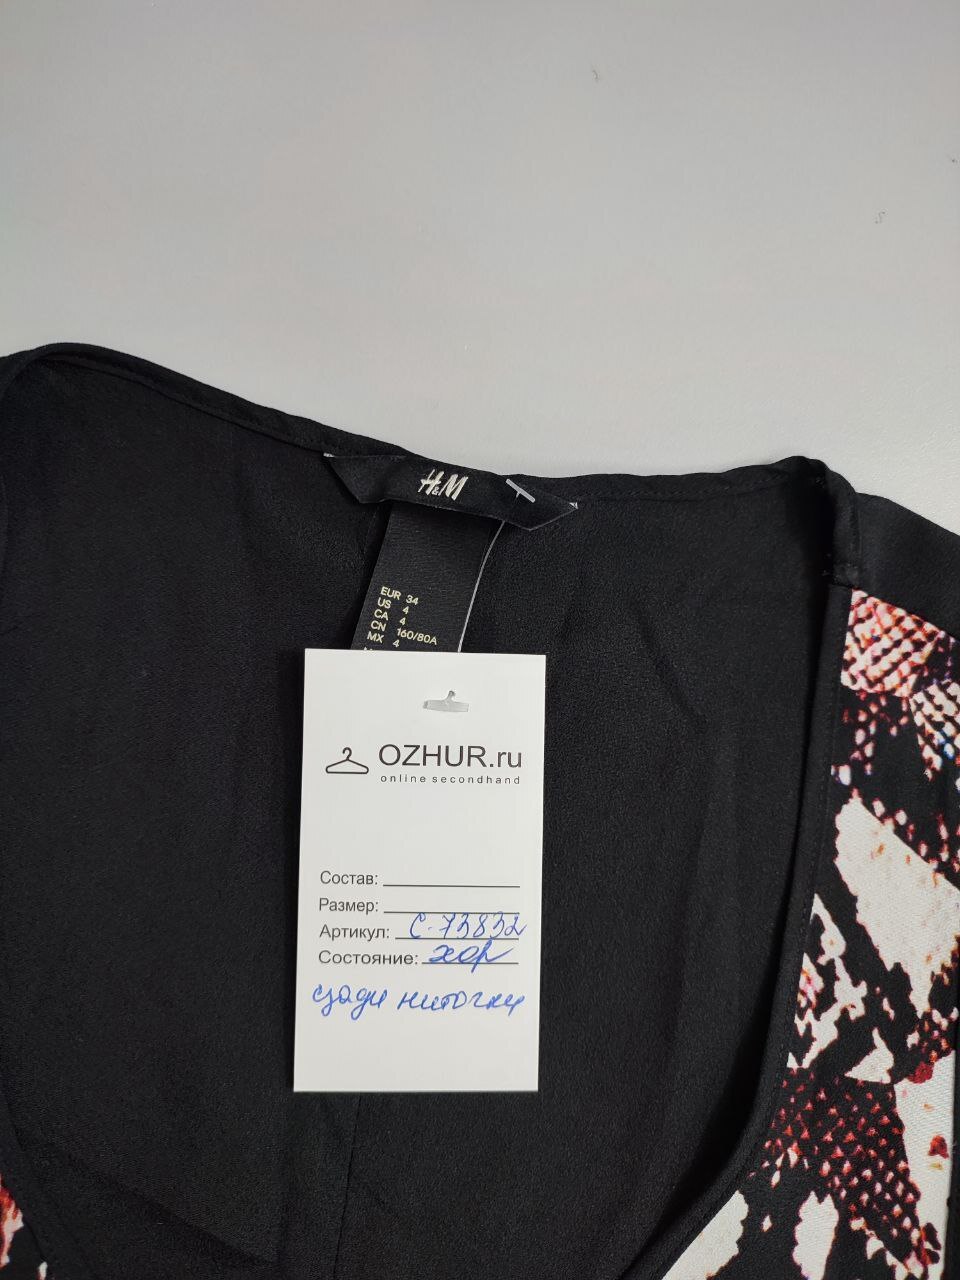 H&M
EUR 34
US 4
CA 4
CN 160/80A
MX 4
OZHUR.ru
online secondhand
Состав:
Размер:
Артикул: С-73832
Состояние: хор
сзади ниточки